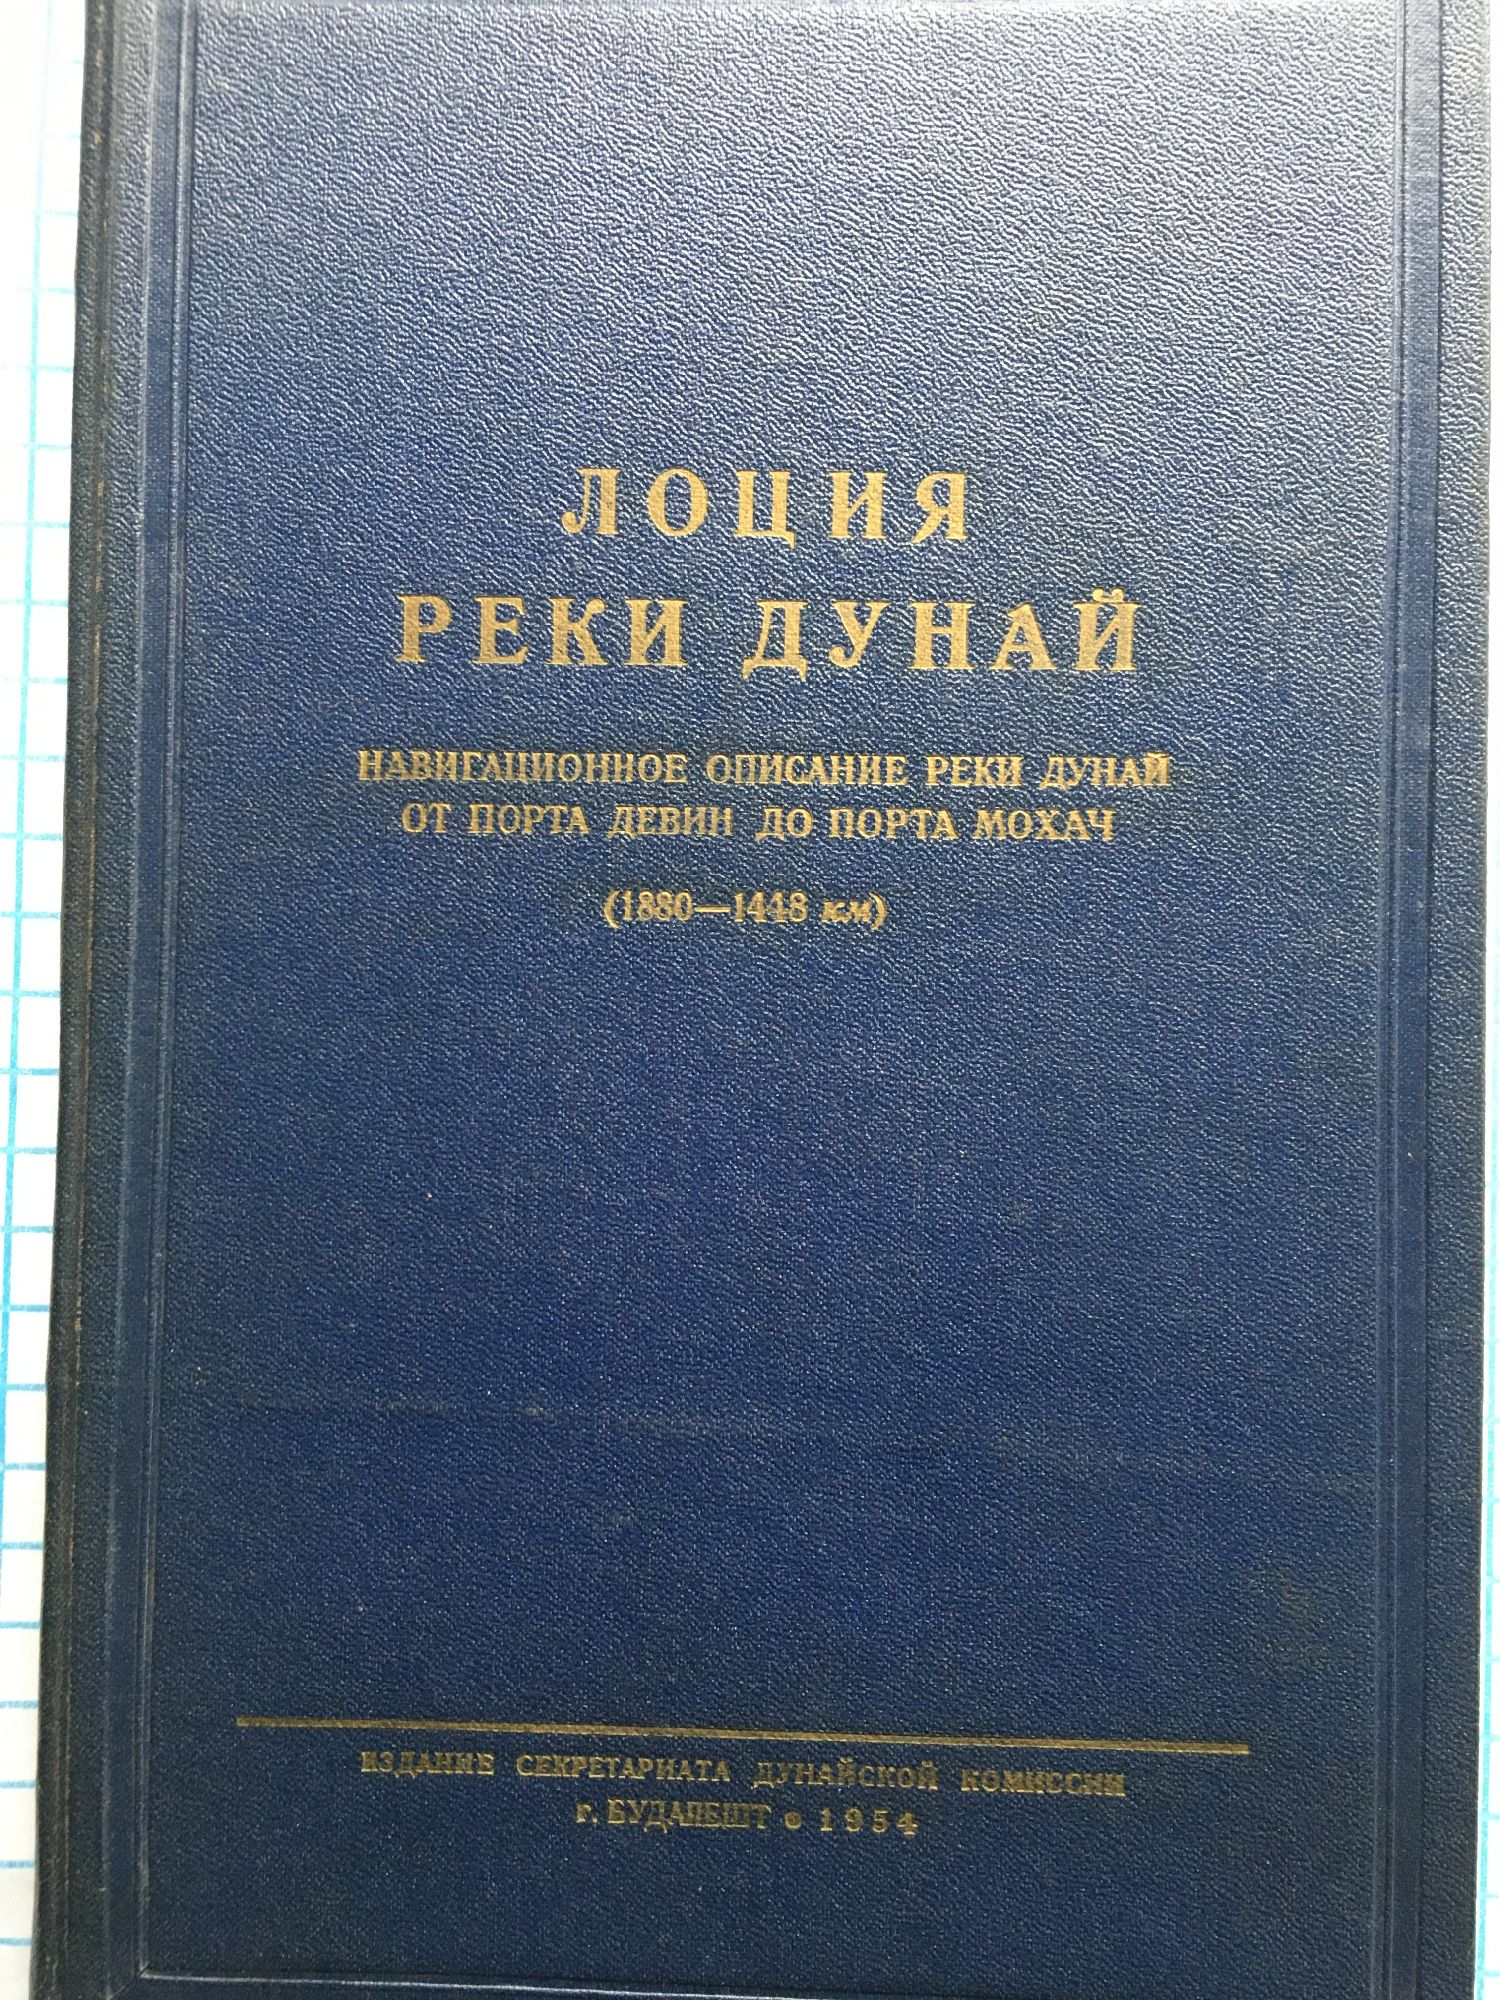 ЛОЦИЯ
РЕКИ ДУНАЙ
НАВИГАЦИОННОЕ ОПИСАНИЕ РЕКИ ДУНАЙ
ОТ ПОРТА ДЕВИН ДО ПОРТА МОХАЧ
(1880—1448 км)
ИЗДАНИЕ СЕКРЕТАРИАТА ДУНАЙСКОЙ КОМИССИИ
г. БУДАПЕШТ • 1954